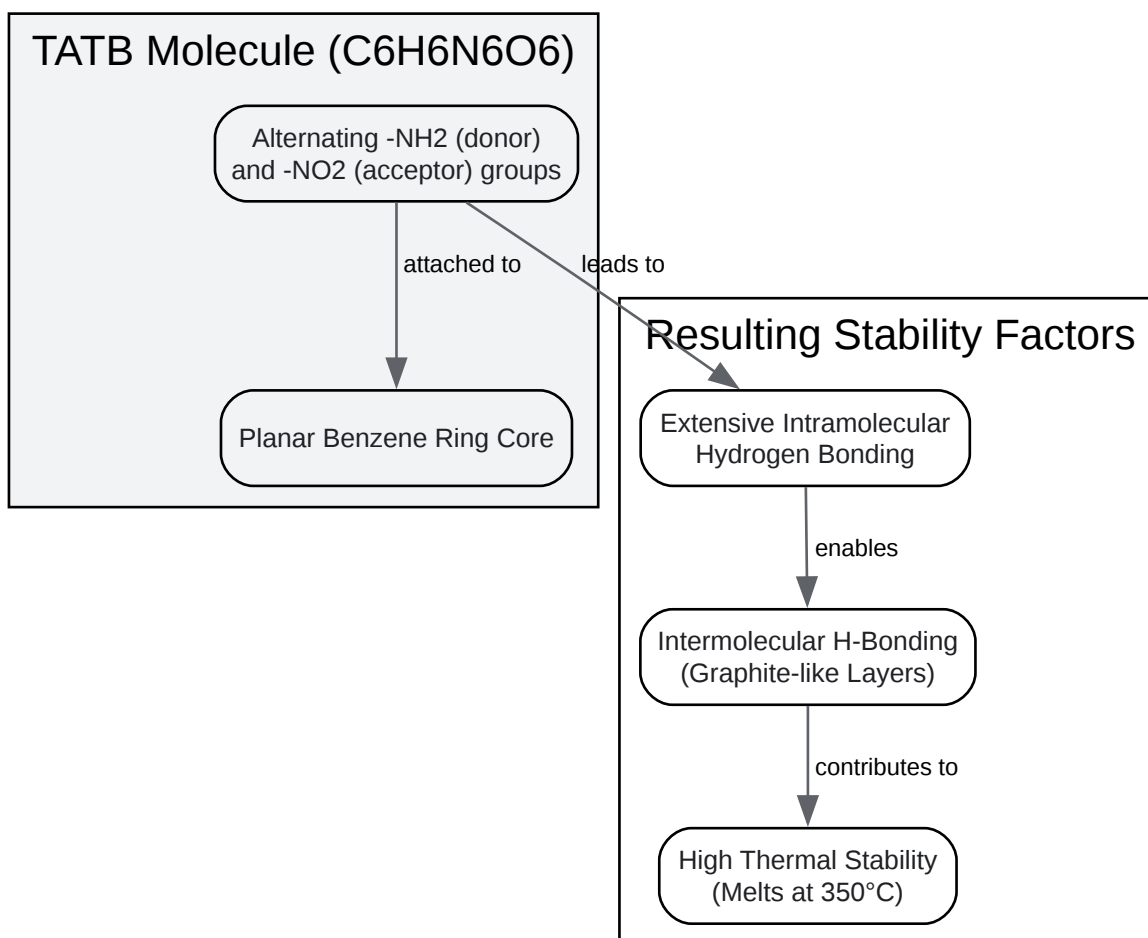 TATB Molecule (C6H6N6O6)
Alternating -NH2 (donor)
and -NO2 (acceptor) groups
attached to
leads to
Planar Benzene Ring Core
Resulting Stability Factors
Extensive Intramolecular
Hydrogen Bonding
enables
Intermolecular H-Bonding
(Graphite-like Layers)
contributes to
High Thermal Stability
(Melts at 350°C)